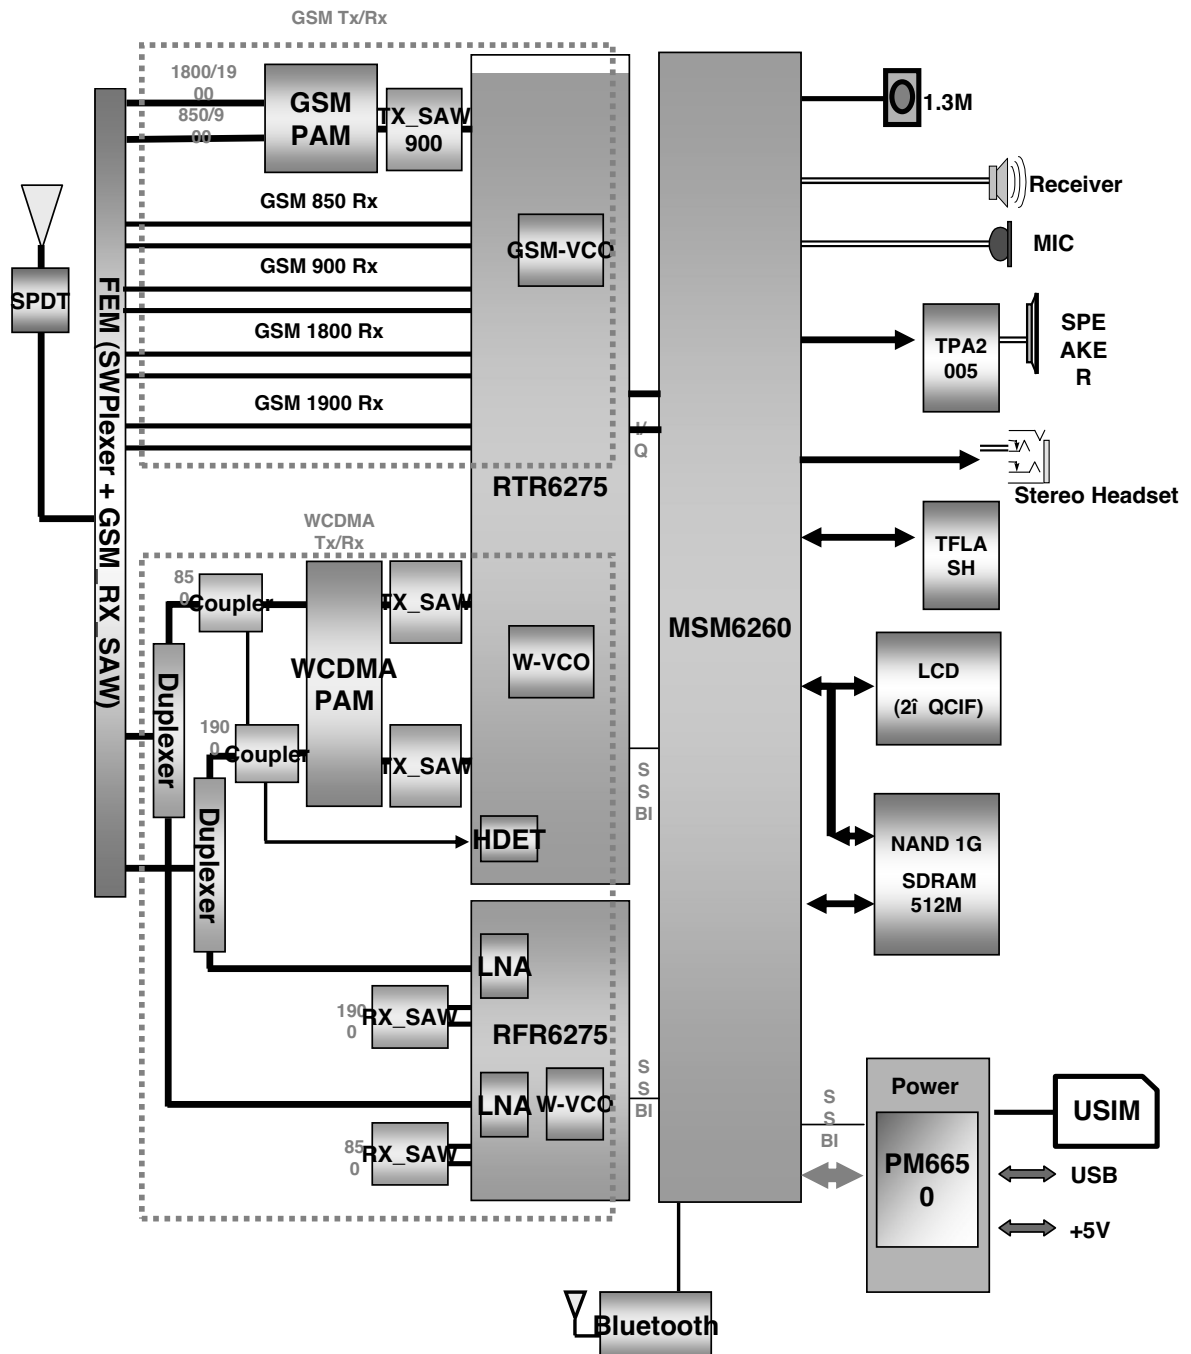 GSM Tx/Rx
1800/19
00
850/9
00
GSM
PAM
TX_SAW
900
1.3M
GSM 850 Rx
Receiver
GSM-VCO
MIC
GSM 900 Rx
SPDT
FEM (SWPlexer + GSM_RX_SAW)
GSM 1800 Rx
TPA2
005
SPE
AKE
R
GSM 1900 Rx
I/
Q
RTR6275
Stereo Headset
WCDMA
Tx/Rx
TFLA
SH
85
0
Coupler
TX_SAW
MSM6260
W-VCO
WCDMA
PAM
LCD
(2î QCIF)
Duplexer
190
0
Coupler
TX_SAW
S
S
BI
Duplexer
HDET
NAND 1G
SDRAM
512M
LNA
190
0
RX_SAW
RFR6275
LNA
W-VCO
S
S
BI
85
0
RX_SAW
S
S
BI
Power
PM665
0
USIM
USB
+5V
Bluetooth